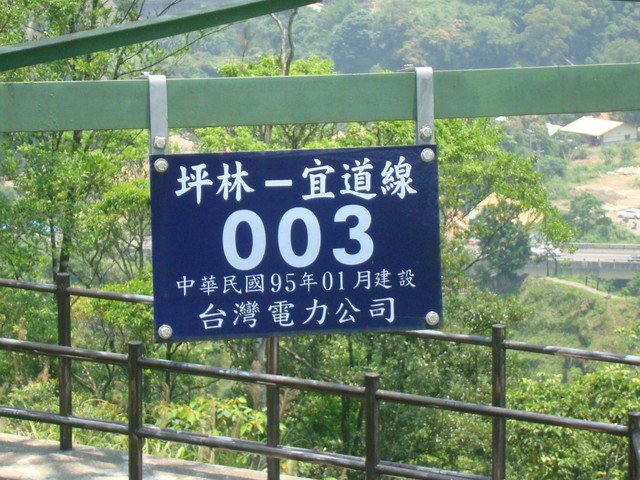 坪林－宜道線
003
中華民國95年01月建設
台灣電力公司